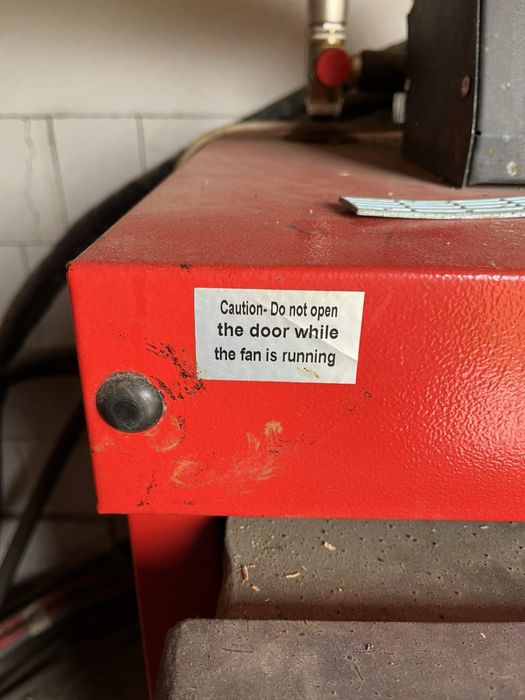 Caution- Do not open
the door while
the fan is running